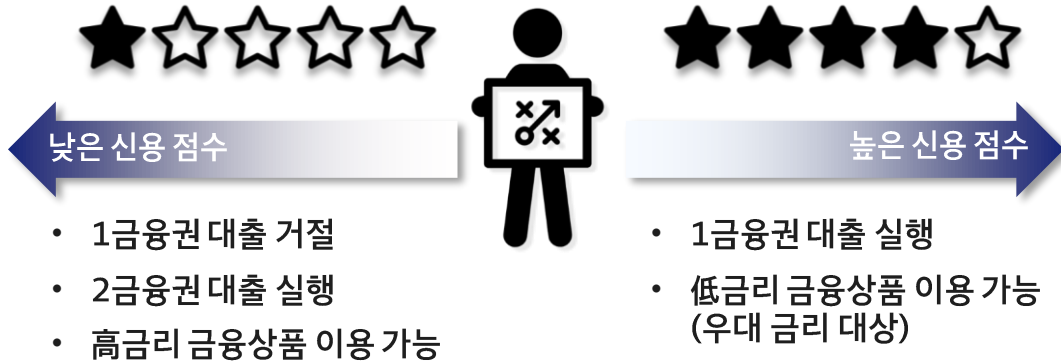 낮은 신용 점수
높은 신용 점수
• 1금융권 대출 거절
• 2금융권 대출 실행
• 高금리 금융상품 이용 가능
• 1금융권 대출 실행
• 低금리 금융상품 이용 가능
(우대 금리 대상)